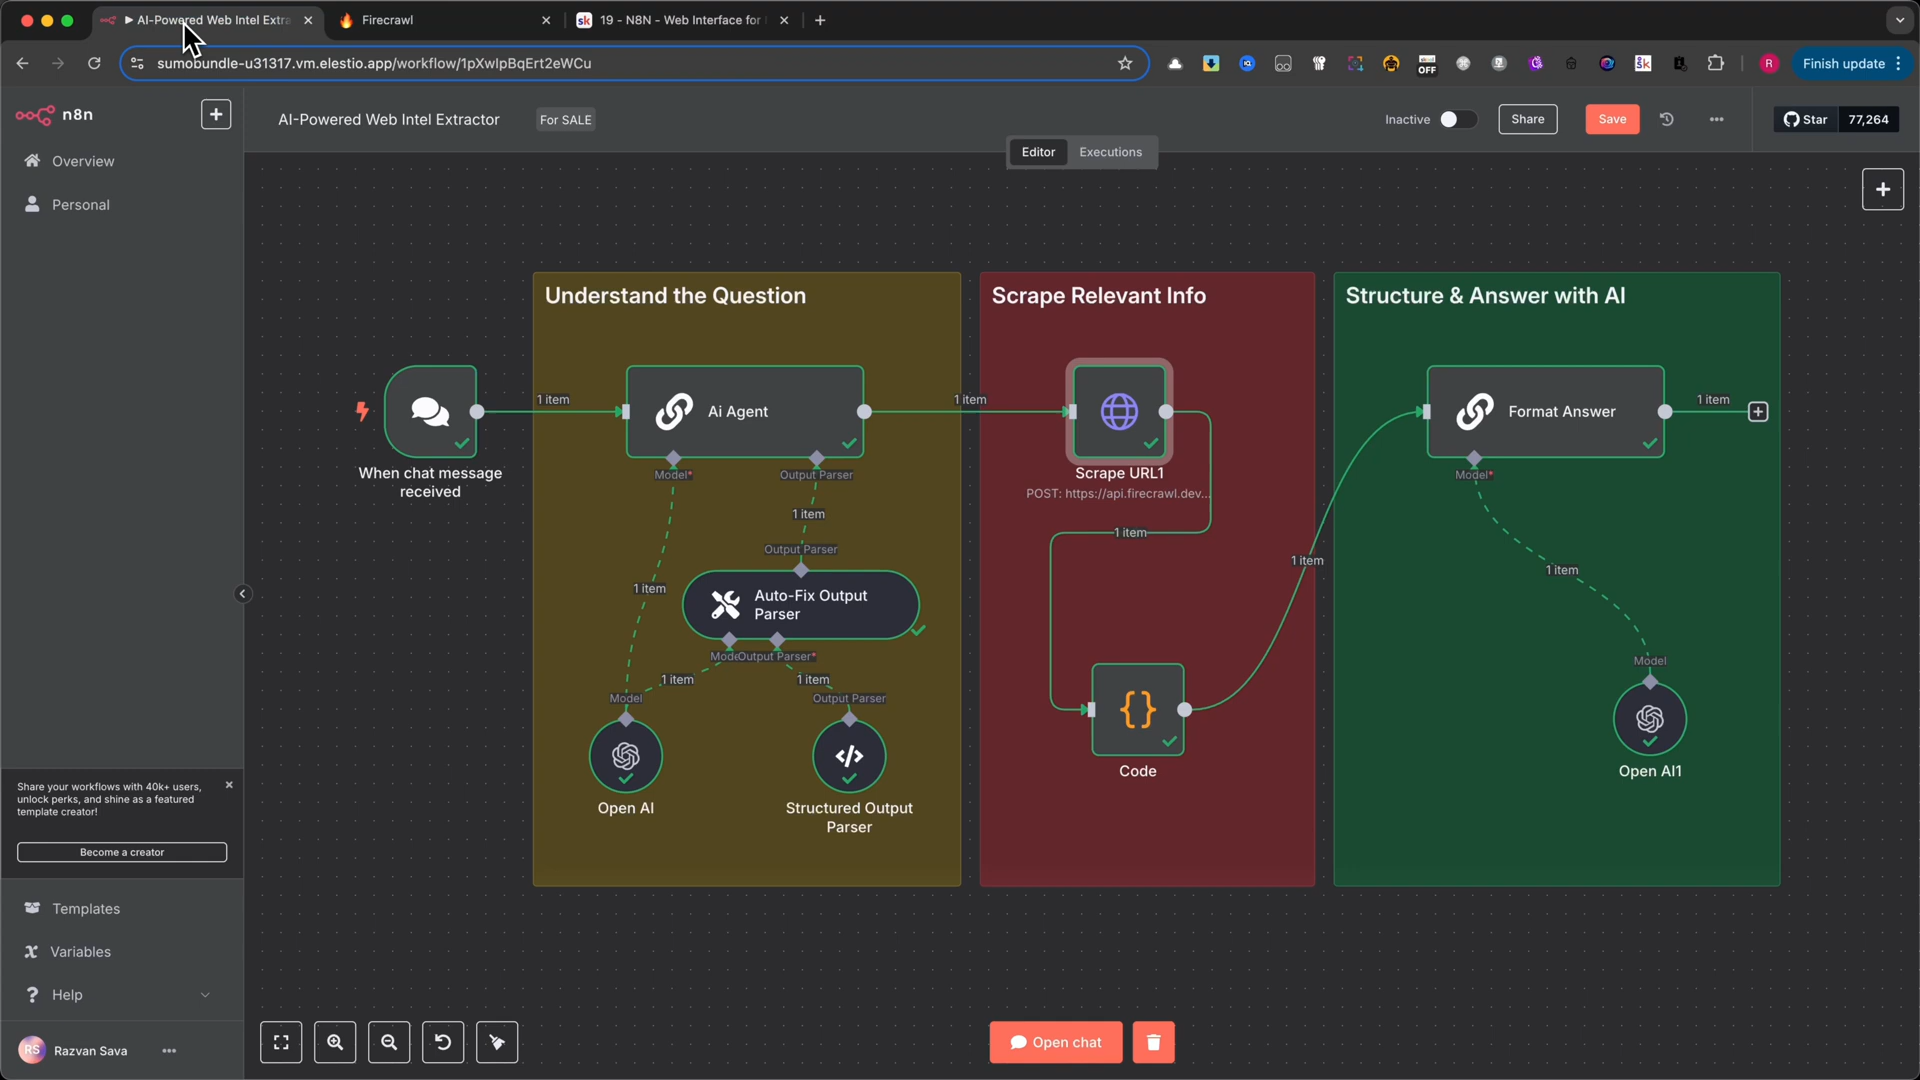 AI-Powered Web Intel Extra
Firecrawl
sk 19 - N8N - Web Interface for
sumobundle-u31317.vm.elestio.app/workflow/1pXwlpBqErt2eWCu
OFF
sk
R
Finish update
n8n
AI-Powered Web Intel Extractor
For SALE
Inactive
Share
Save
Star
77,264
Editor
Executions
Overview
Personal
Understand the Question
Scrape Relevant Info
Structure & Answer with AI
When chat message
received
1 item
Ai Agent
Model*
Output Parser
1 item
Scrape URL1
POST: https://api.firecrawl.dev...
1 item
Format Answer
1 item
Model*
1 item
Output Parser
1 item
Auto-Fix Output
Parser
Mode
Output Parser*
1 item
1 item
1 item
1 item
Model
Output Parser
Model
Open AI
Structured Output
Parser
{}
Code
Open AI1
Share your workflows with 40k+ users,
unlock perks, and shine as a featured
template creator!
Become a creator
Templates
Variables
Help
RS
Razvan Sava
Open chat